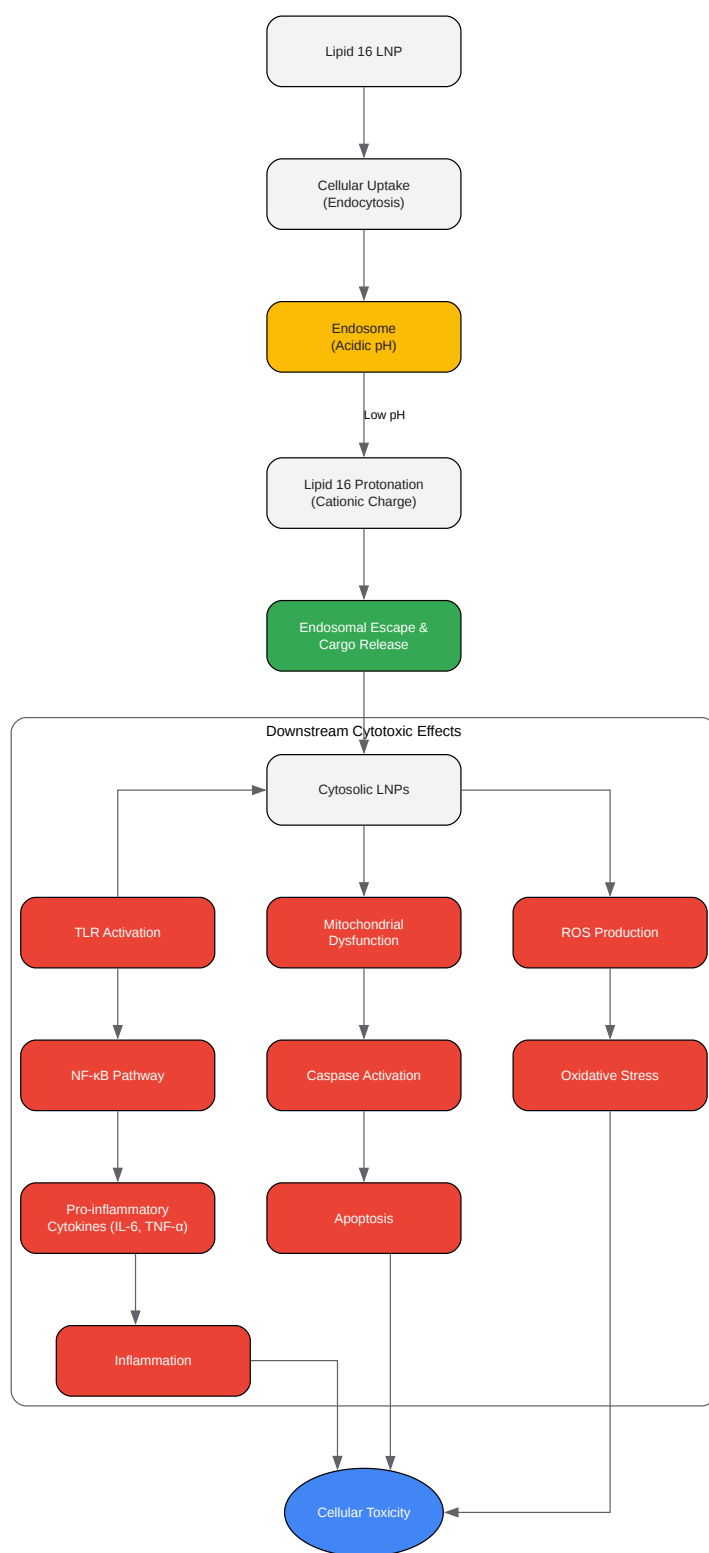 Lipid 16 LNP
Cellular Uptake
(Endocytosis)
Endosome
(Acidic pH)
Low pH
Lipid 16 Protonation
(Cationic Charge)
Endosomal Escape &
Cargo Release
Downstream Cytotoxic Effects
Cytosolic LNPs
TLR Activation
Mitochondrial
Dysfunction
ROS Production
NF-κB Pathway
Caspase Activation
Oxidative Stress
Pro-inflammatory
Cytokines (IL-6, TNF-α)
Apoptosis
Inflammation
Cellular Toxicity